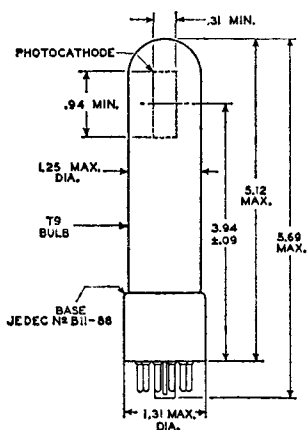 .31 MIN.
PHOTOCATHODE
.94 MIN.
1.25 MAX.
DIA.
T9
BULB
3.94
±.09
5.12
MAX.
5.69
MAX.
BASE
JEDEC Nº B11-88
1.31 MAX.
DIA.